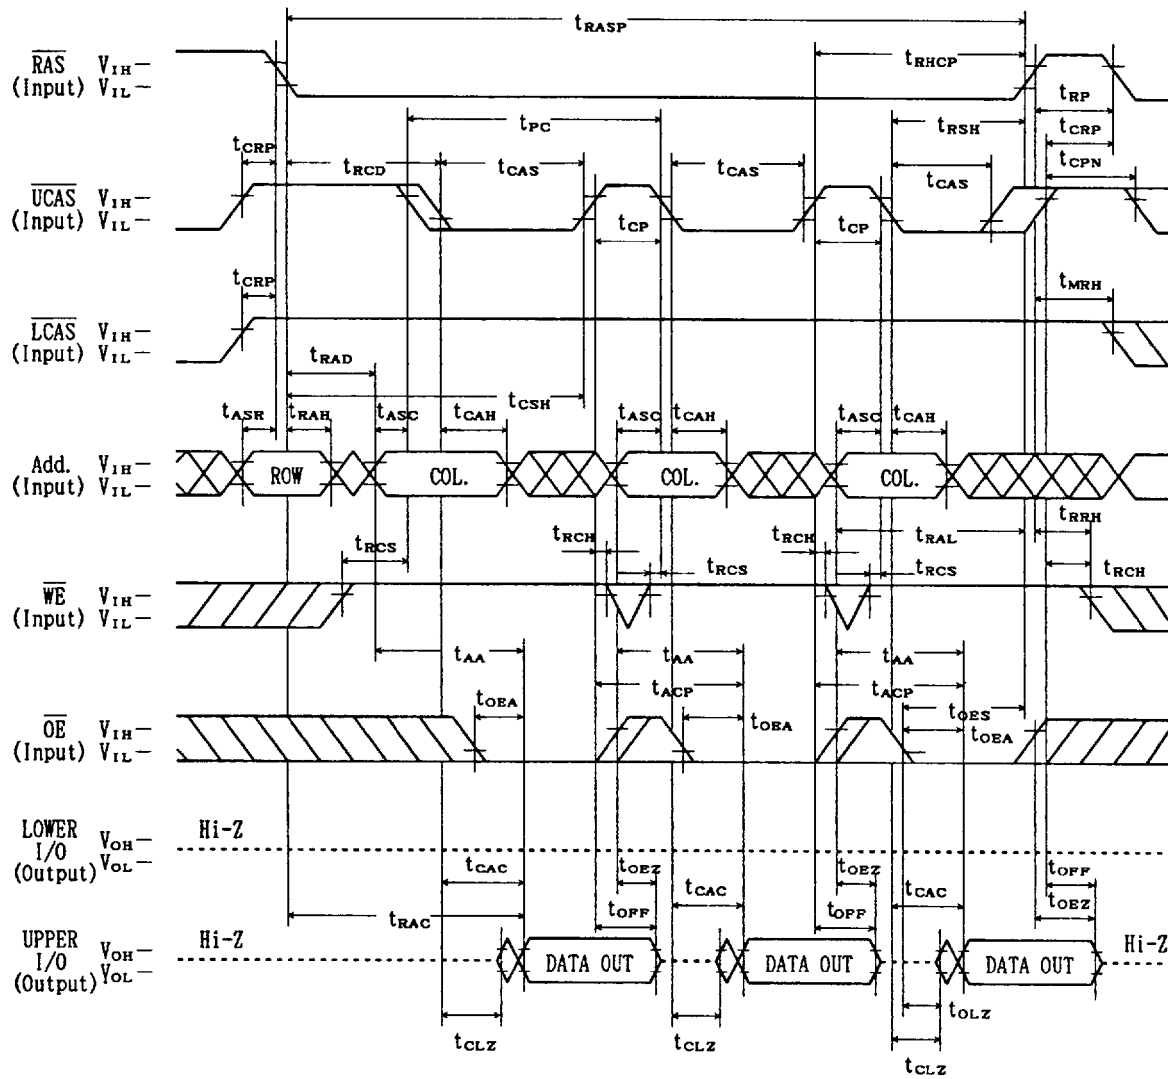 tRASP
tRHCP
RAS VIH
(Input) VIL
tRP
tPC
tRSH
tCRP
tCRP
tRCD
tCAS
tCAS
tCPN
tCAS
UCAS VIH
(Input) VIL
tCP
tCP
tCRP
tMRH
LCAS VIH
(Input) VIL
tRAD
tCSH
tASR
tRAH
tASC
tCAH
tASC
tCAH
tASC
tCAH
Add. VIH
(Input) VIL
ROW
COL.
COL.
COL.
tRCS
tRCH
tRCS
tRCH
tRAL
tRCS
tRRH
tRCH
WE VIH
(Input) VIL
tAA
tAA
tAA
tACP
tACP
tOEA
tOEA
tOES
tOEA
OE VIH
(Input) VIL
LOWER
I/O
(Output)
VOH
VOL
Hi-Z
tCAC
tOEZ
tCAC
tOEZ
tCAC
tOFF
tOEZ
tRAC
tOFF
tOFF
UPPER
I/O
(Output)
VOH
VOL
Hi-Z
DATA OUT
DATA OUT
DATA OUT
Hi-Z
tOLZ
tCLZ
tCLZ
tCLZ